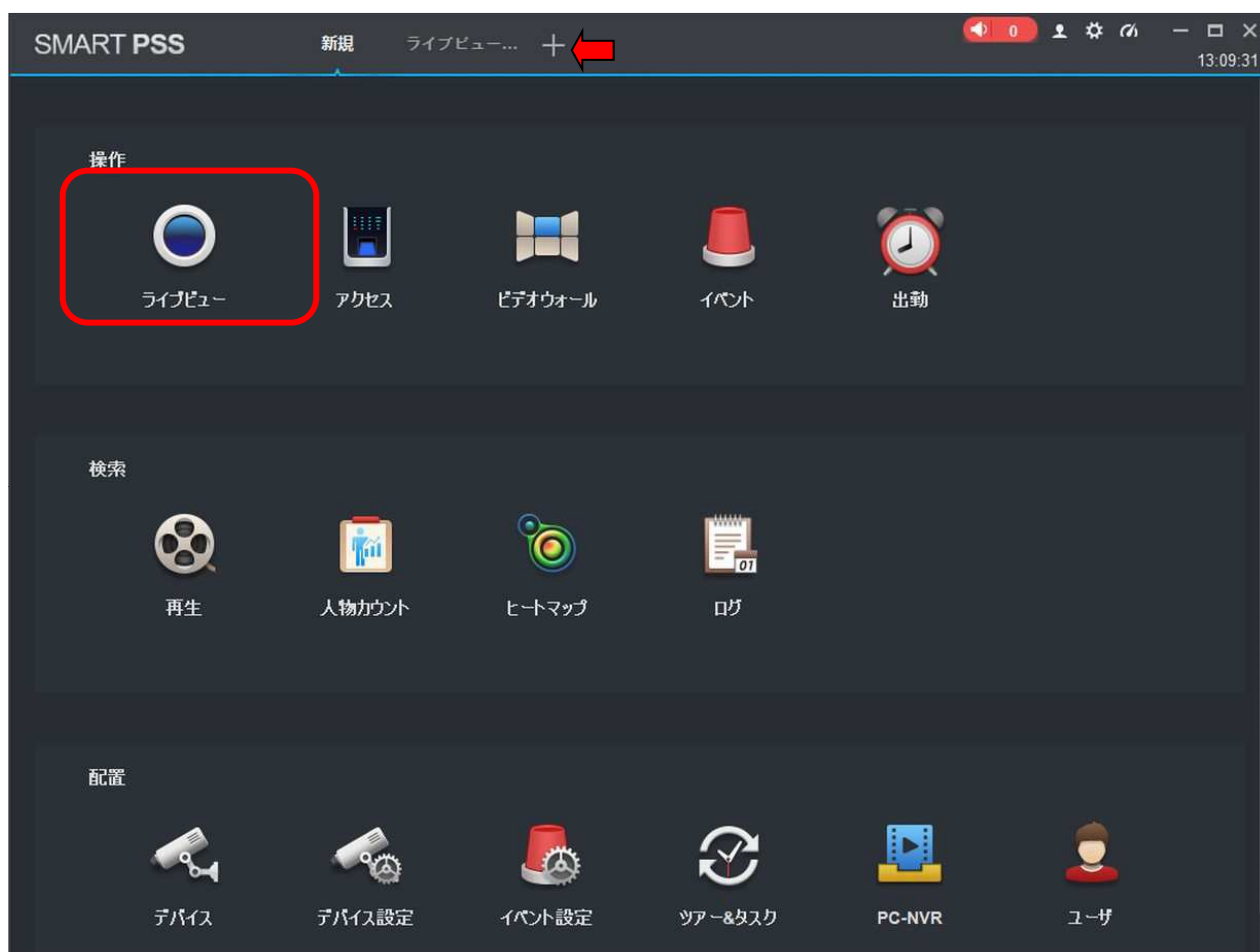 SMART PSS 新規 ライブビュー... 0
13:09:31
操作
ライブビュー アクセス ビデオウォール イベント 出勤
検索
01
再生 人物カウント ヒートマップ ログ
配置
デバイス デバイス設定 イベント設定 ツアー&タスク PC-NVR ユーザ